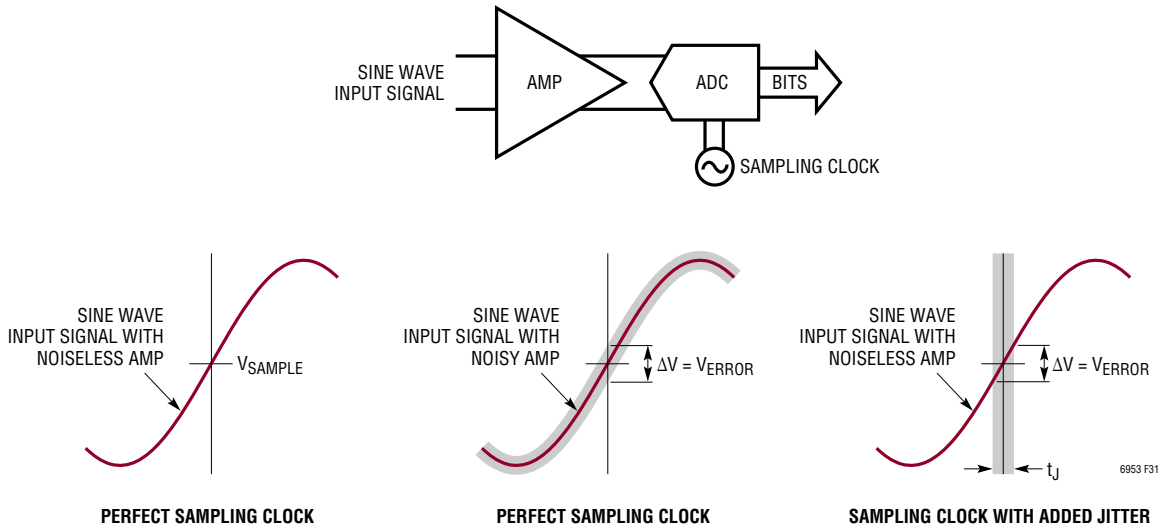 SINE WAVE
INPUT SIGNAL
AMP
ADC
BITS
SAMPLING CLOCK
SINE WAVE
INPUT SIGNAL WITH
NOISELESS AMP
VSAMPLE
PERFECT SAMPLING CLOCK
SINE WAVE
INPUT SIGNAL WITH
NOISY AMP
ΔV = VERROR
PERFECT SAMPLING CLOCK
SINE WAVE
INPUT SIGNAL WITH
NOISELESS AMP
ΔV = VERROR
tJ
6953 F31
SAMPLING CLOCK WITH ADDED JITTER